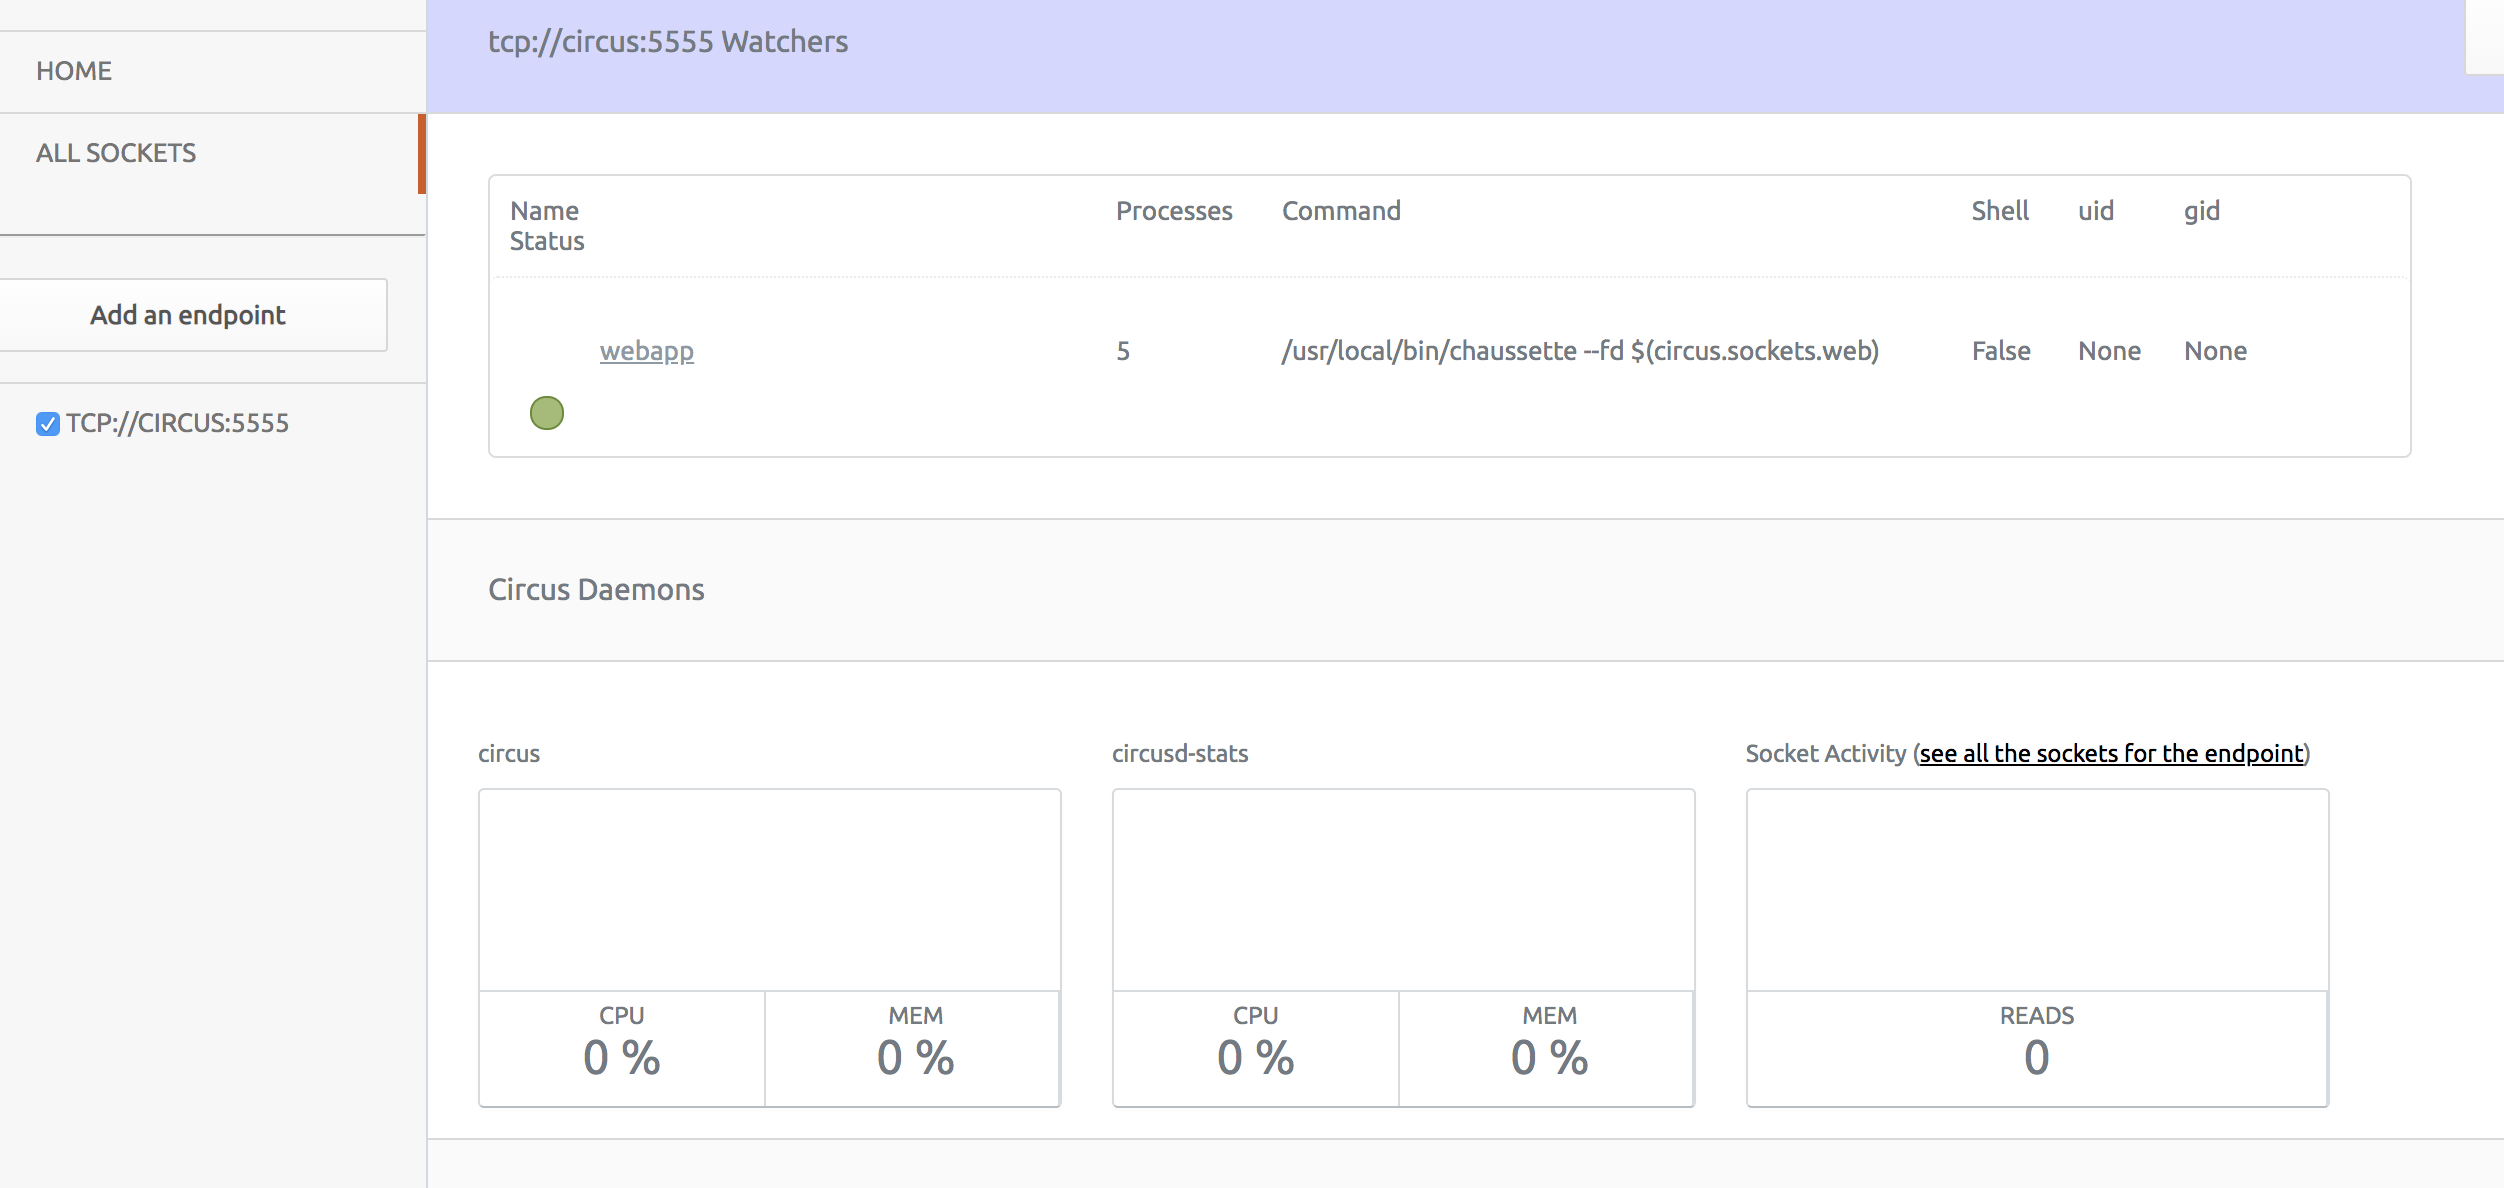 HOME
ALL SOCKETS
Add an endpoint
TCP://CIRCUS:5555
tcp://circus:5555 Watchers
Name Processes Command Shell uid gid
Status
webapp 5 /usr/local/bin/chaussette --fd $(circus.sockets.web) False None None
Circus Daemons
circus
CPU MEM
0 % 0 %
circusd-stats
CPU MEM
0 % 0 %
Socket Activity (see all the sockets for the endpoint)
READS
0